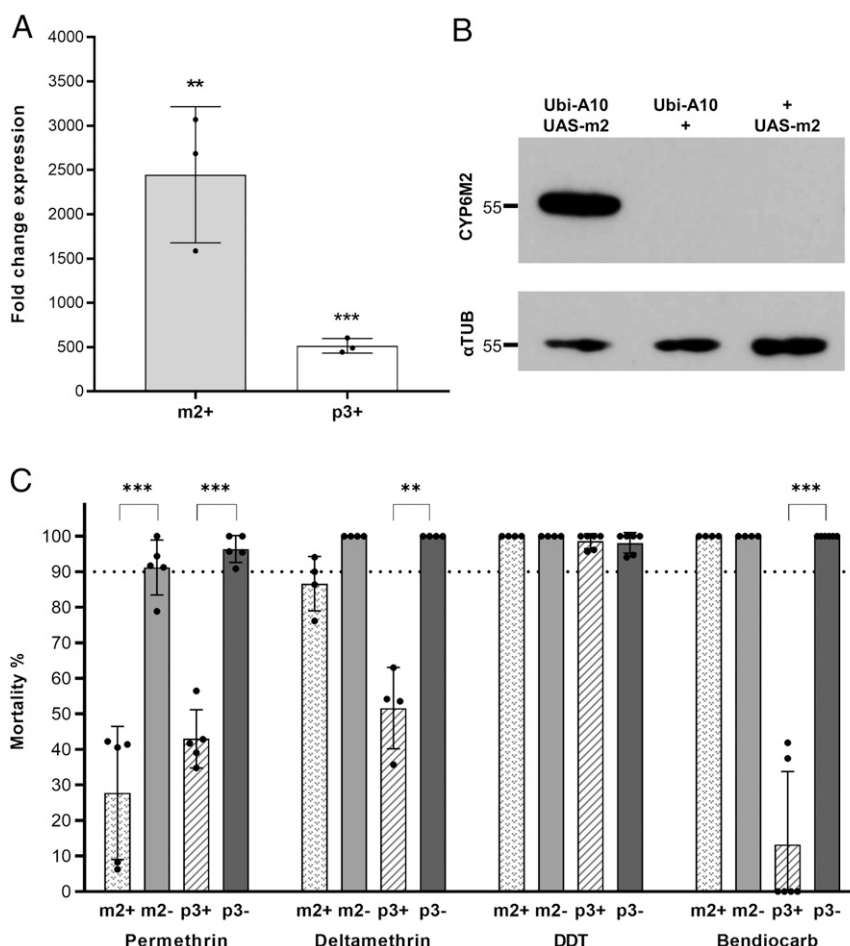 A
4000
3500
3000
2500
2000
1500
1000
500
0
Fold change expression
**
***
m2+ p3+
B
Ubi-A10 Ubi-A10 +
UAS-m2 + UAS-m2
CYP6M2
55
αTUB
55
C
*** *** ** ***
100
90
80
70
60
50
40
30
20
10
0
Mortality %
m2+ m2- p3+ p3- m2+ m2- p3+ p3- m2+ m2- p3+ p3- m2+ m2- p3+ p3-
Permethrin Deltamethrin DDT Bendiocarb